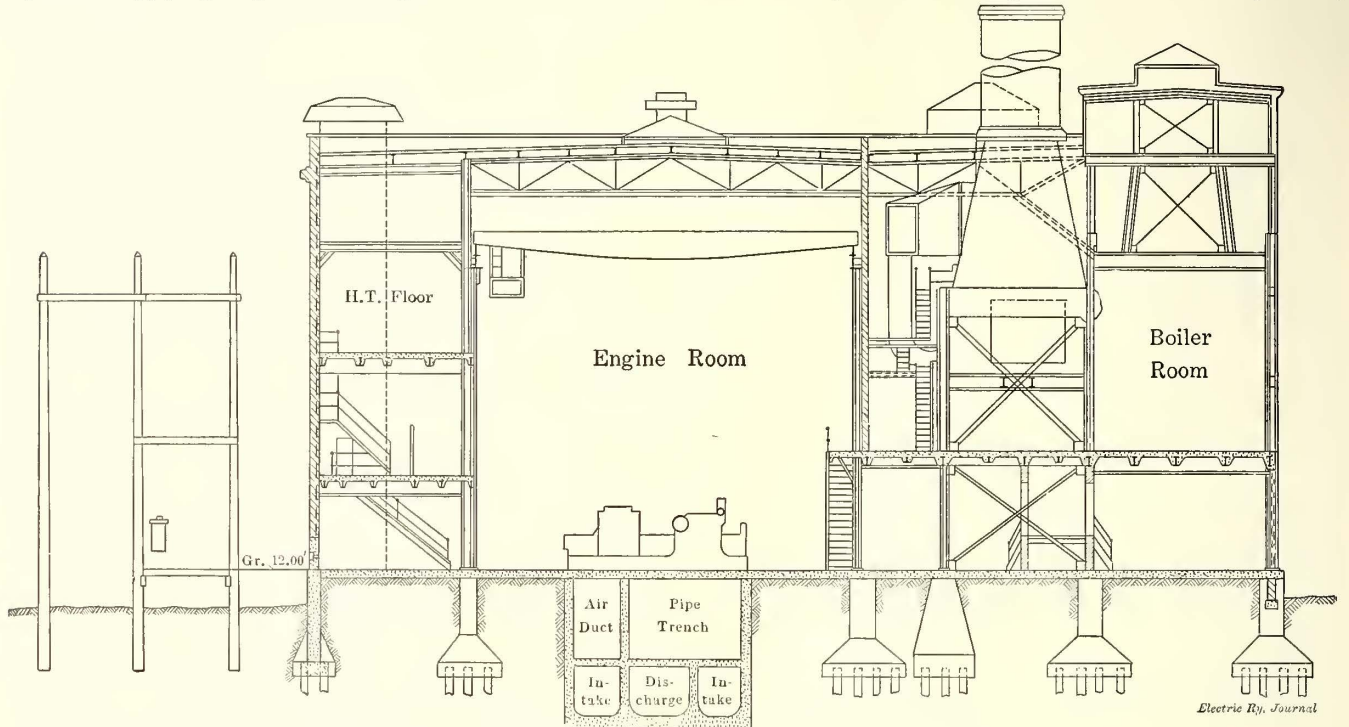 H.T. Floor
Engine Room
Boiler
Room
Gr. 12.00'
Air
Duct
Pipe
Trench
In-
take
Dis-
charge
In-
take
Electric Ry. Journal